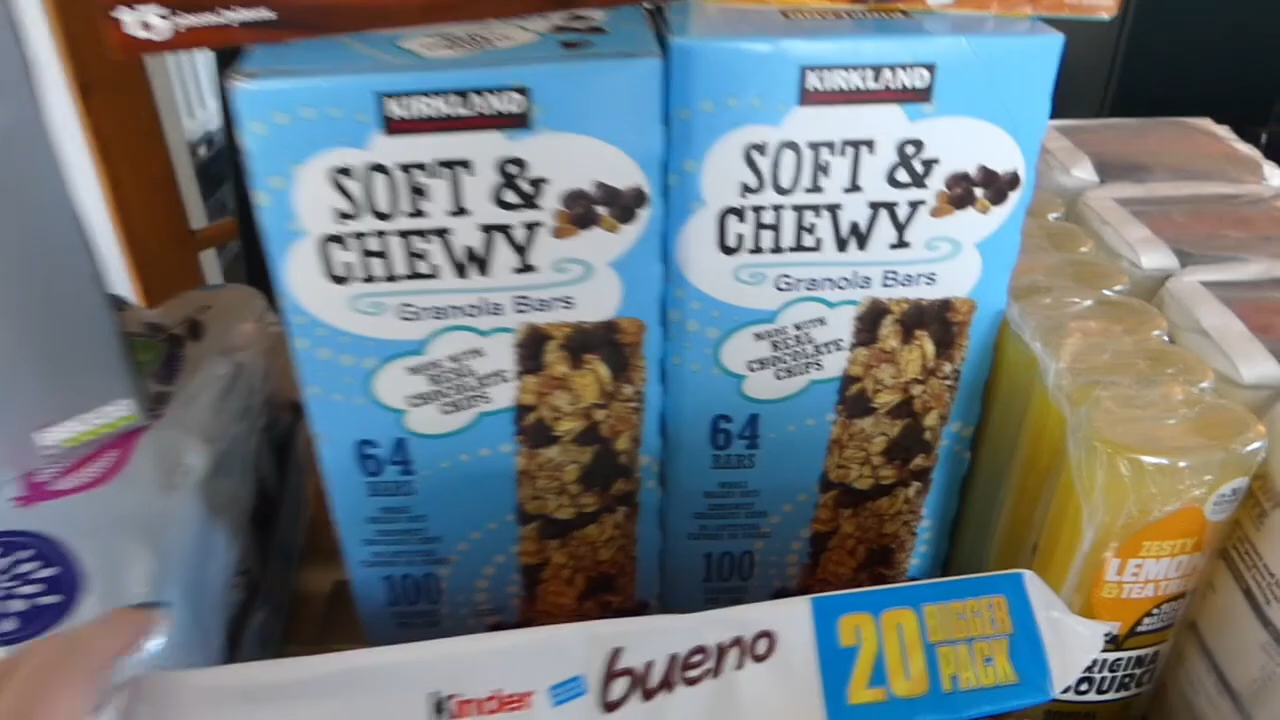 KIRKLAND
SOFT &
CHEWY
Granola Bars
MADE WITH
REAL
CHOCOLATE
CHIPS
64
BARS
100
KIRKLAND
SOFT &
CHEWY
Granola Bars
MADE WITH
REAL
CHOCOLATE
CHIPS
64
BARS
100
ZESTY
LEMON
& TEA TREE
ORIGINAL
SOURCE
Kinder
bueno
20 BIGGER
PACK